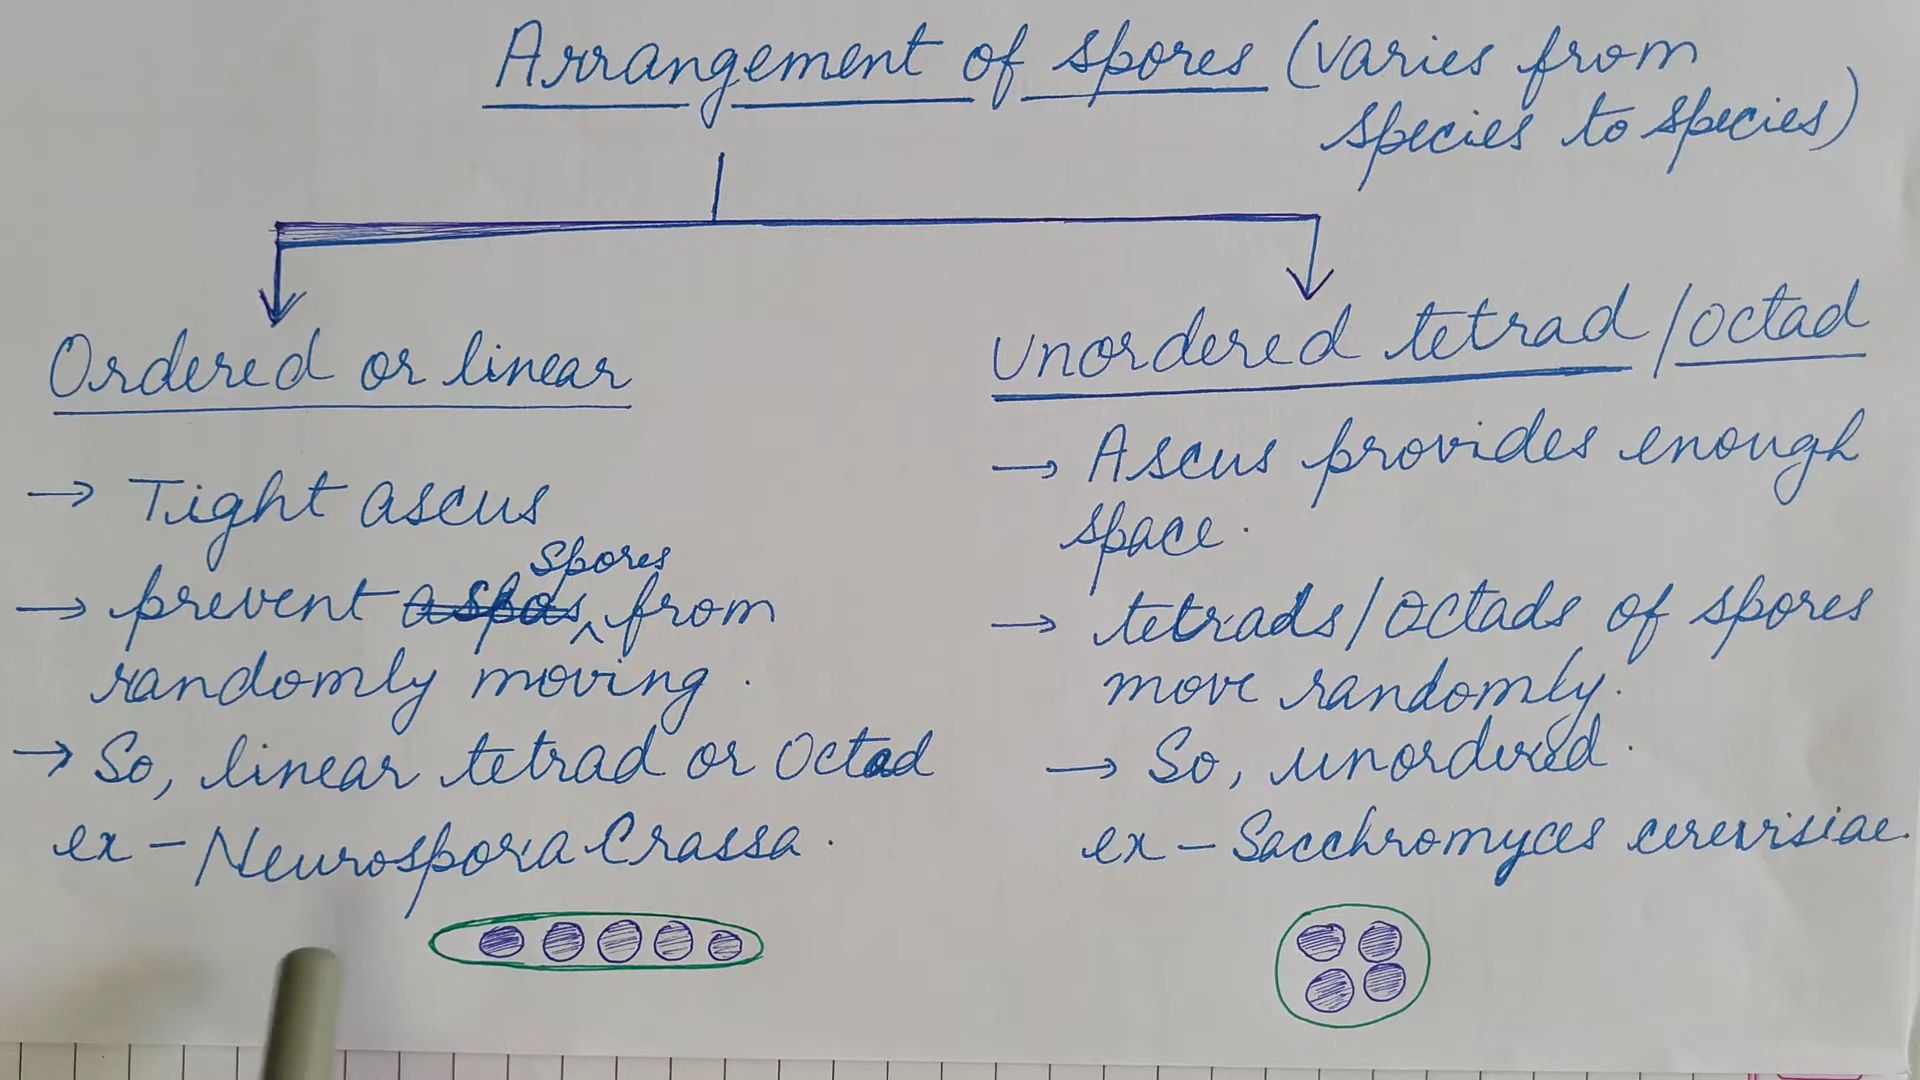 Arrangement of spores (varies from
species to species)
Ordered or linear
→ Tight ascus
→ prevent spores from
randomly moving.
→ So, linear tetrad or Octad
ex - Neurospora Crassa.
Unordered tetrad/octad
→ Ascus provides enough
space.
→ tetrads/Octads of spores
move randomly.
→ So, unordered.
ex - Sacchromyces cerevisiae.